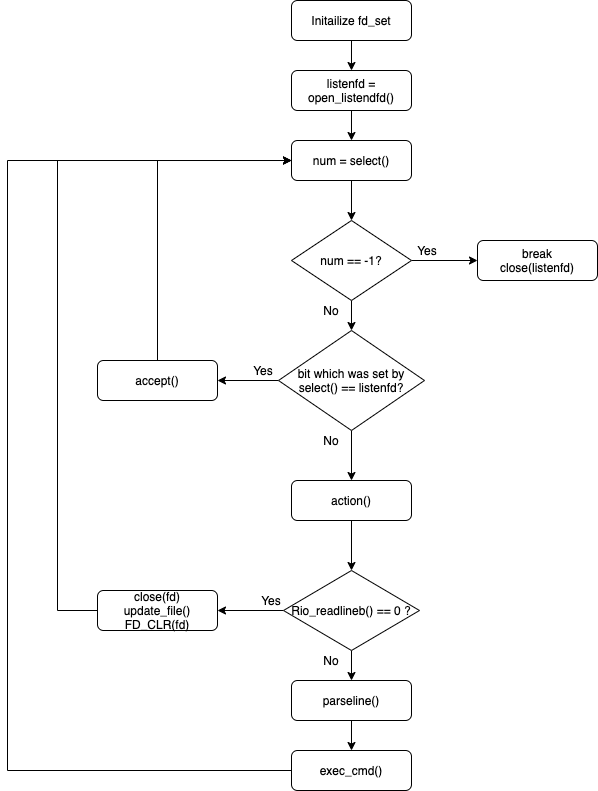 Initailize fd_set
listenfd =
open_listendfd()
num = select()
num == -1?
Yes
break
close(listenfd)
No
bit which was set by
select() == listenfd?
Yes
accept()
No
action()
Rio_readlineb() == 0 ?
Yes
close(fd)
update_file()
FD_CLR(fd)
No
parseline()
exec_cmd()